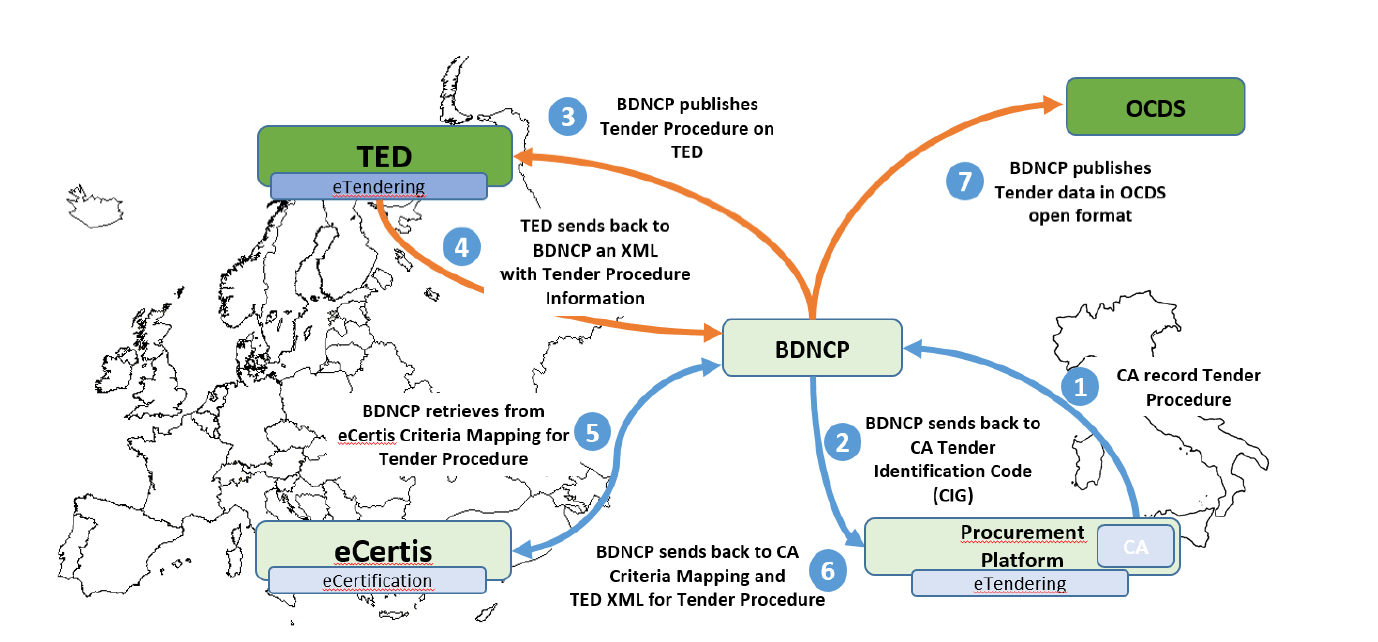 3
BDNCP publishes
Tender Procedure on
TED
OCDS
TED
eTendering
7
BDNCP publishes
Tender data in OCDS
open format
4
TED sends back to
BDNCP an XML
with Tender Procedure
Information
BDNCP
1
CA record Tender
Procedure
BDNCP retrieves from
eCertis Criteria Mapping for
Tender Procedure
5
2
BDNCP sends back to
CA Tender
Identification Code
(CIG)
eCertis
eCertification
BDNCP sends back to CA
Criteria Mapping and
TED XML for Tender Procedure
6
Procurement
Platform
CA
eTendering